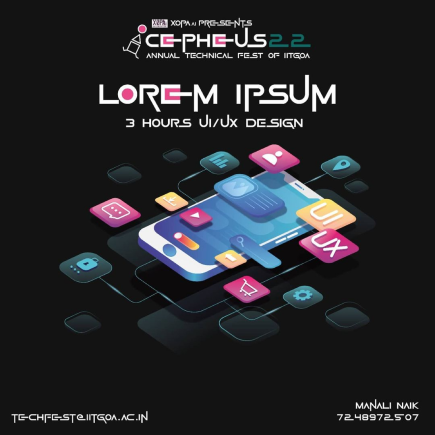 XOPA XOPA AI PRESENTS
CEPHEUS22
ANNUAL TECHNICAL FEST OF IITGOA
LOREM IPSUM
3 HOURS UI/UX DESIGN
UI
UX
TECHFEST@IITGOA.AC.IN
MANALI NAIK
7248972507